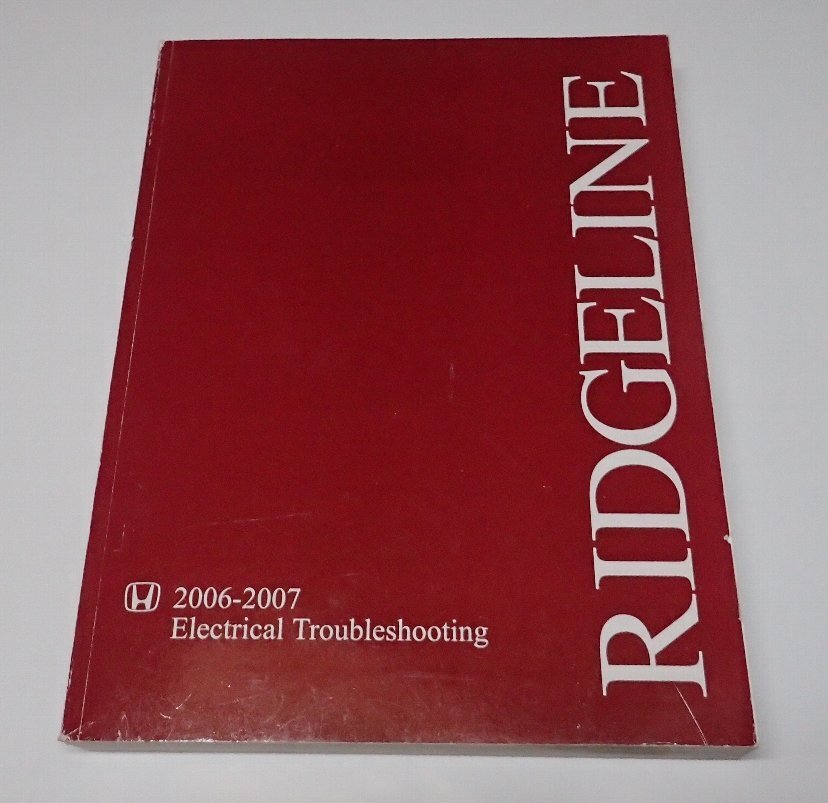 RIDGELINE
2006-2007
Electrical Troubleshooting